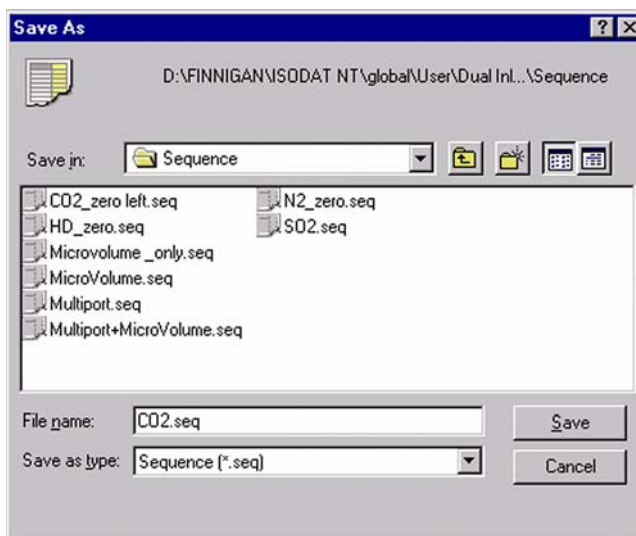 Save As
D:\FINNIGAN\ISODAT NT\global\User\Dual Inl...\Sequence
Save in: Sequence
CO2_zero left.seq
HD_zero.seq
Microvolume _only.seq
MicroVolume.seq
Multiport.seq
Multiport+MicroVolume.seq
N2_zero.seq
SO2.seq
File name: CO2.seq Save
Save as type: Sequence (*.seq) Cancel